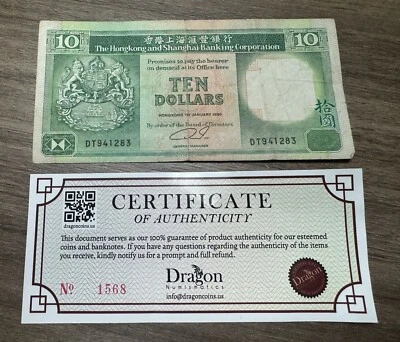 10 香港上海滙豐銀行 10
The Hongkong and Shanghai Banking Corporation
Promises to pay the bearer
on demand at its Office here
TEN
DOLLARS
HONGKONG 1ST JANUARY 1990
By order of the Board of Directors
GENERAL MANAGER
拾圓
DT941283
DT941283
CERTIFICATE
OF AUTHENTICITY
dragoncoins.us
This document serves as our 100% guarantee of product authenticity for our esteemed
coins and banknotes. If you have any questions regarding the authenticity of the items
you receive, kindly notify us for a prompt and full refund.
Dragon
Numismatics
info@dragoncoins.us
№ 1568
Dragon